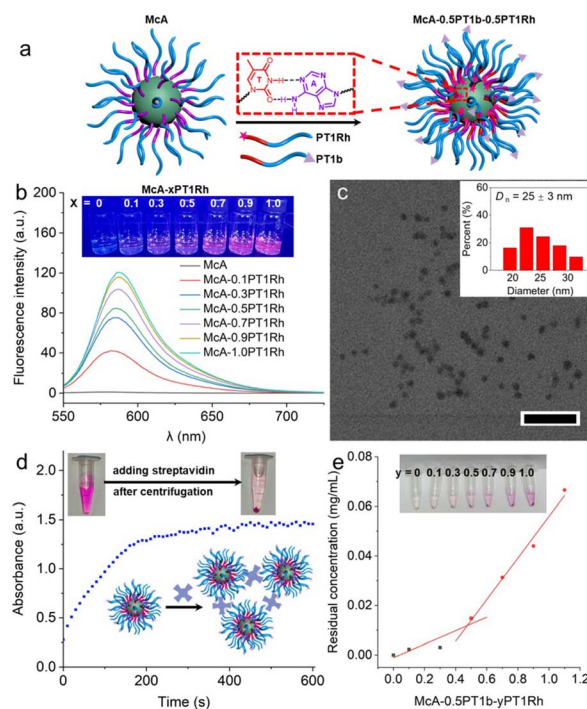 a
McA
McA-0.5PT1b-0.5PT1Rh
O
N
H
N
N
T
A
N
O
H
N
N
N
H
PT1Rh
PT1b
b
McA-xPT1Rh
X = 0 0.1 0.3 0.5 0.7 0.9 1.0
McA
McA-0.1PT1Rh
McA-0.3PT1Rh
McA-0.5PT1Rh
McA-0.7PT1Rh
McA-0.9PT1Rh
McA-1.0PT1Rh
200
160
120
80
40
0
Fluorescence intensity (a.u.)
550 600 650 700
λ (nm)
c
Dn = 25 ± 3 nm
60
40
20
0
Percent (%)
20 25 30
Diameter (nm)
d
adding streptavidin
after centrifugation
2.0
1.5
1.0
0.5
0.0
Absorbance (a.u.)
0 100 200 300 400 500 600
Time (s)
e
y = 0 0.1 0.3 0.5 0.7 0.9 1.0
0.08
0.06
0.04
0.02
0.00
Residual concentration (mg/mL)
0.0 0.2 0.4 0.6 0.8 1.0 1.2
McA-0.5PT1b-yPT1Rh